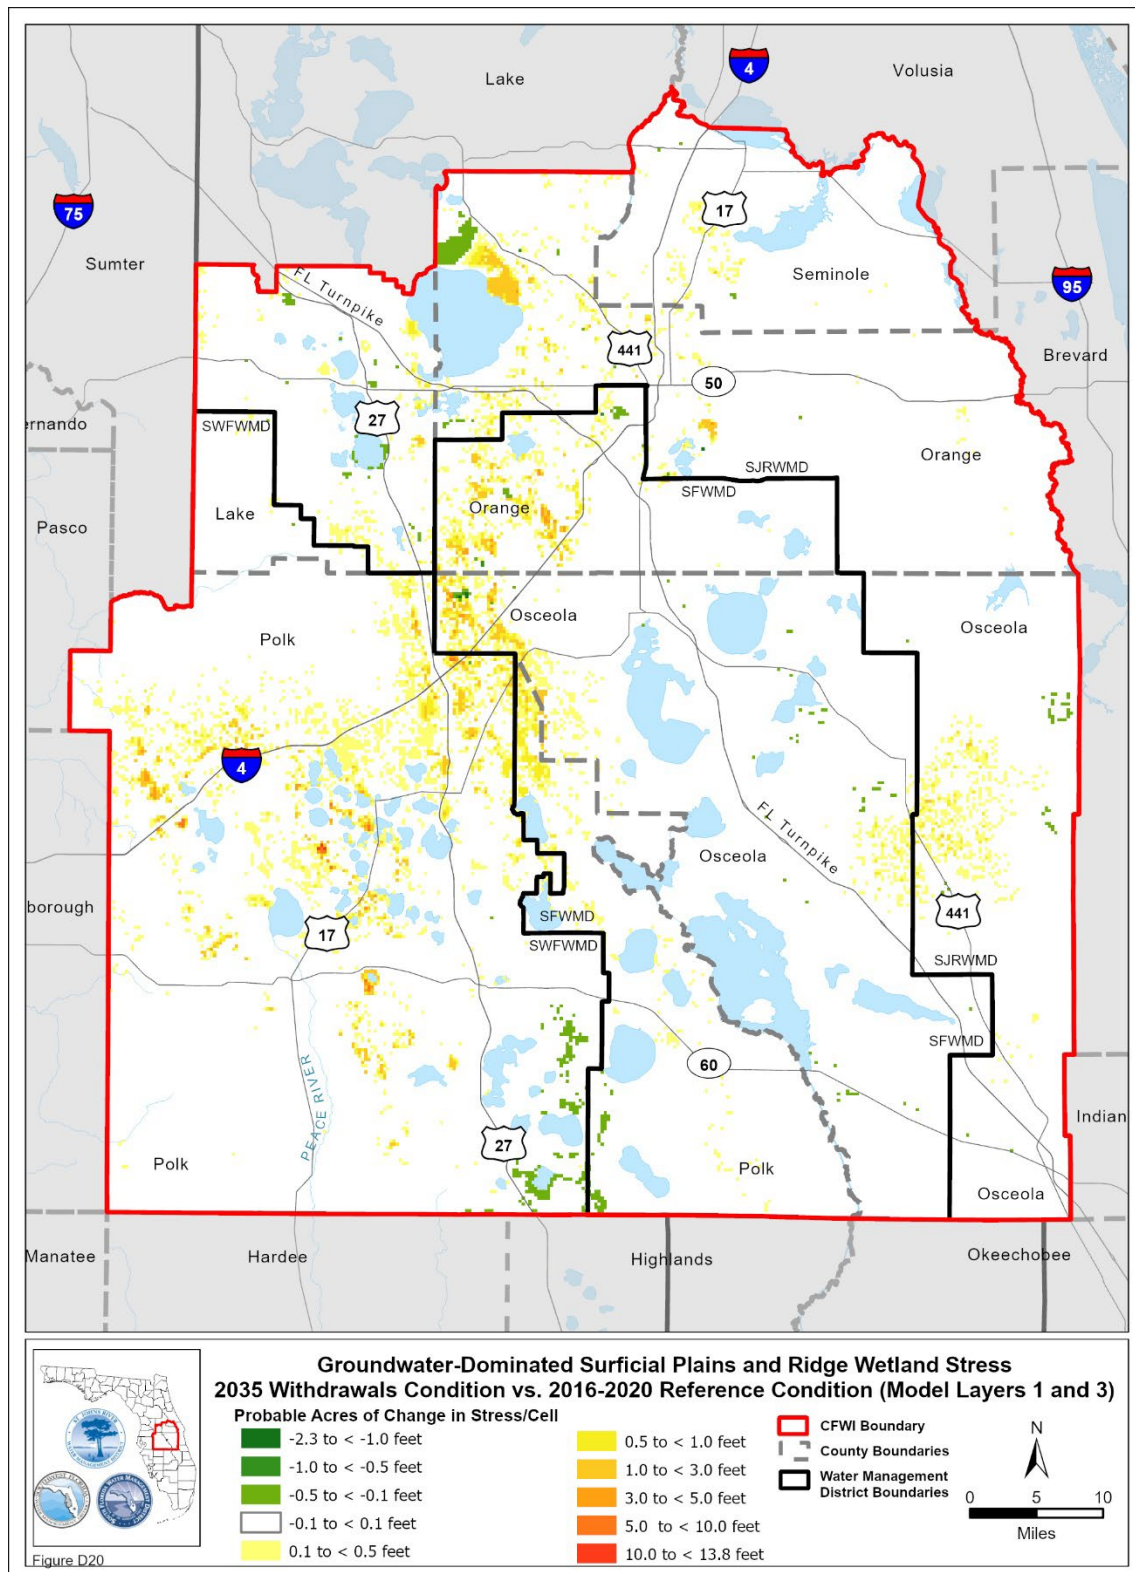 Lake
4
Volusia
75
17
Sumter
Seminole
FL Turnpike
95
441
Brevard
50
27
ernando
SWFWMD
Orange
SJRWMD
SFWMD
Orange
Lake
Pasco
Osceola
Osceola
Polk
4
FL Turnpike
Osceola
borough
441
SFWMD
17
SWFWMD
SJRWMD
SFWMD
60
PEACE RIVER
Indian
27
Polk
Polk
Osceola
Manatee
Hardee
Highlands
Okeechobee
Groundwater-Dominated Surficial Plains and Ridge Wetland Stress
2035 Withdrawals Condition vs. 2016-2020 Reference Condition (Model Layers 1 and 3)
Probable Acres of Change in Stress/Cell
-2.3 to < -1.0 feet
-1.0 to < -0.5 feet
-0.5 to < -0.1 feet
-0.1 to < 0.1 feet
0.1 to < 0.5 feet
0.5 to < 1.0 feet
1.0 to < 3.0 feet
3.0 to < 5.0 feet
5.0 to < 10.0 feet
10.0 to < 13.8 feet
CFWI Boundary
County Boundaries
Water Management
District Boundaries
N
0 5 10
Miles
Figure D20